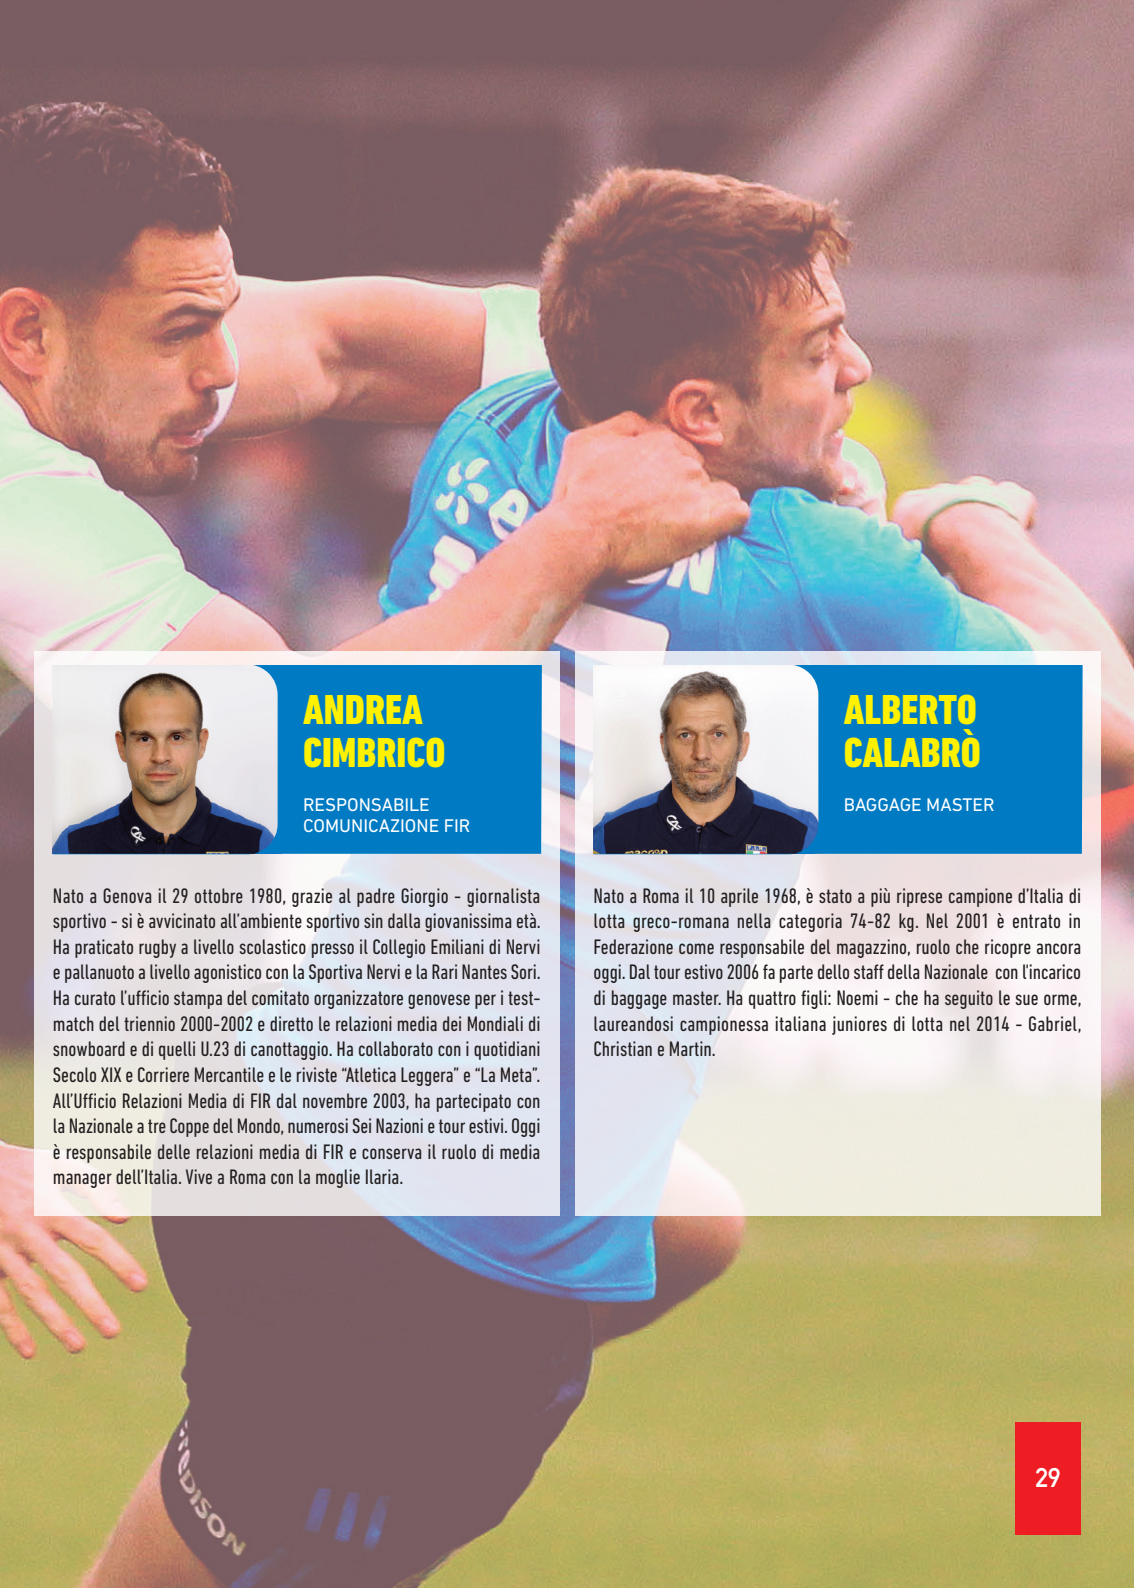 ANDREA
CIMBRICO
RESPONSABILE
COMUNICAZIONE FIR
Nato a Genova il 29 ottobre 1980, grazie al padre Giorgio - giornalista
sportivo - si è avvicinato all'ambiente sportivo sin dalla giovanissima età.
Ha praticato rugby a livello scolastico presso il Collegio Emiliani di Nervi
e pallanuoto a livello agonistico con la Sportiva Nervi e la Rari Nantes Sori.
Ha curato l'ufficio stampa del comitato organizzatore genovese per i test-
match del triennio 2000-2002 e diretto le relazioni media dei Mondiali di
snowboard e di quelli U.23 di canottaggio. Ha collaborato con i quotidiani
Secolo XIX e Corriere Mercantile e le riviste “Atletica Leggera” e “La Meta”.
All'Ufficio Relazioni Media di FIR dal novembre 2003, ha partecipato con
la Nazionale a tre Coppe del Mondo, numerosi Sei Nazioni e tour estivi. Oggi
è responsabile delle relazioni media di FIR e conserva il ruolo di media
manager dell'Italia. Vive a Roma con la moglie Ilaria.
ALBERTO
CALABRÒ
BAGGAGE MASTER
Nato a Roma il 10 aprile 1968, è stato a più riprese campione d'Italia di
lotta greco-romana nella categoria 74-82 kg. Nel 2001 è entrato in
Federazione come responsabile del magazzino, ruolo che ricopre ancora
oggi. Dal tour estivo 2006 fa parte dello staff della Nazionale con l'incarico
di baggage master. Ha quattro figli: Noemi - che ha seguito le sue orme,
laureandosi campionessa italiana juniores di lotta nel 2014 - Gabriel,
Christian e Martin.
29